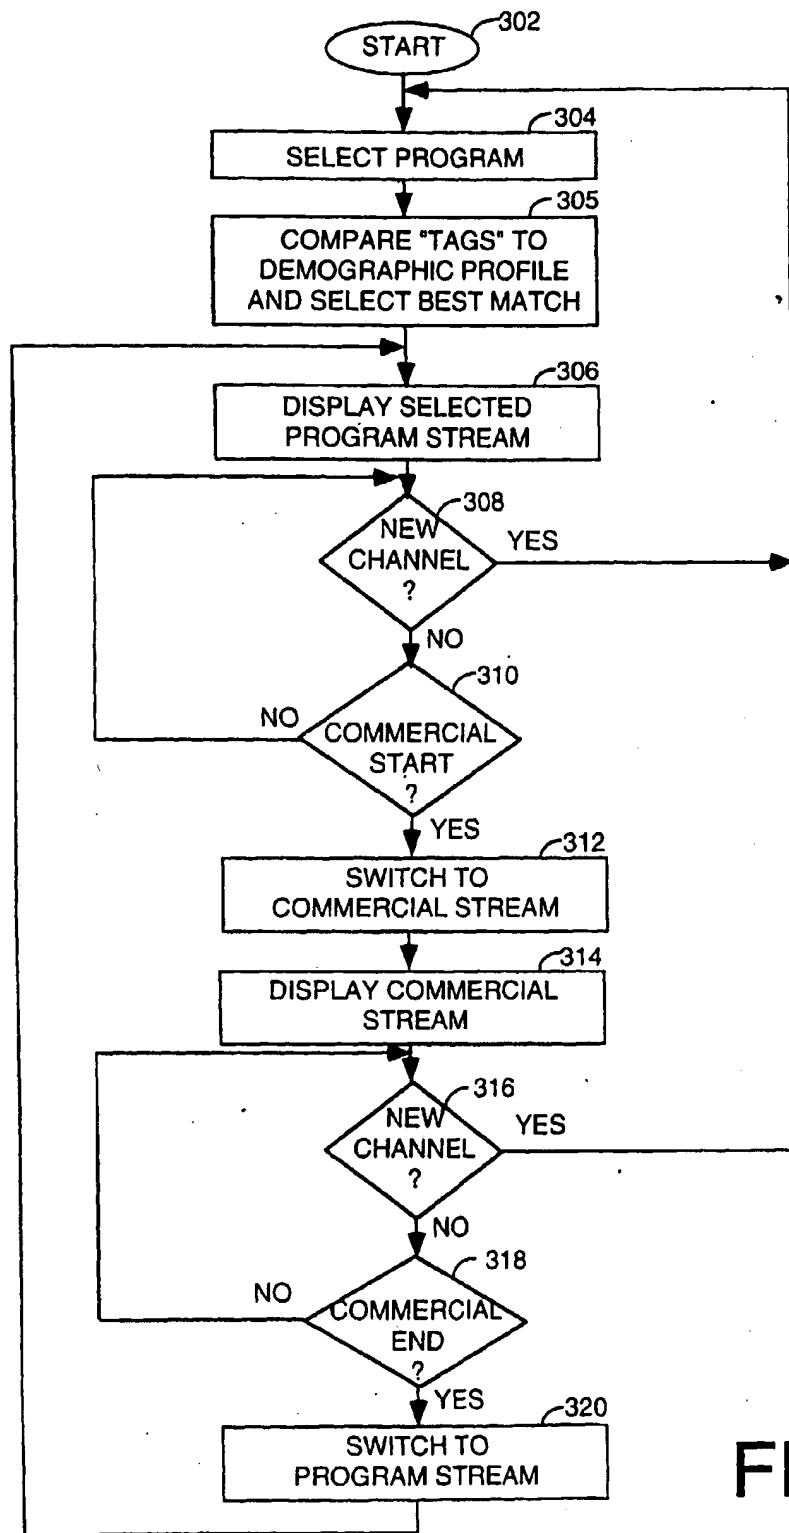 START
302
304
SELECT PROGRAM
305
COMPARE "TAGS" TO
DEMOGRAPHIC PROFILE
AND SELECT BEST MATCH
306
DISPLAY SELECTED
PROGRAM STREAM
308
NEW
CHANNEL
?
YES
NO
310
COMMERCIAL
START
?
NO
YES
312
SWITCH TO
COMMERCIAL STREAM
314
DISPLAY COMMERCIAL
STREAM
316
NEW
CHANNEL
?
YES
NO
318
COMMERCIAL
END
?
NO
YES
320
SWITCH TO
PROGRAM STREAM